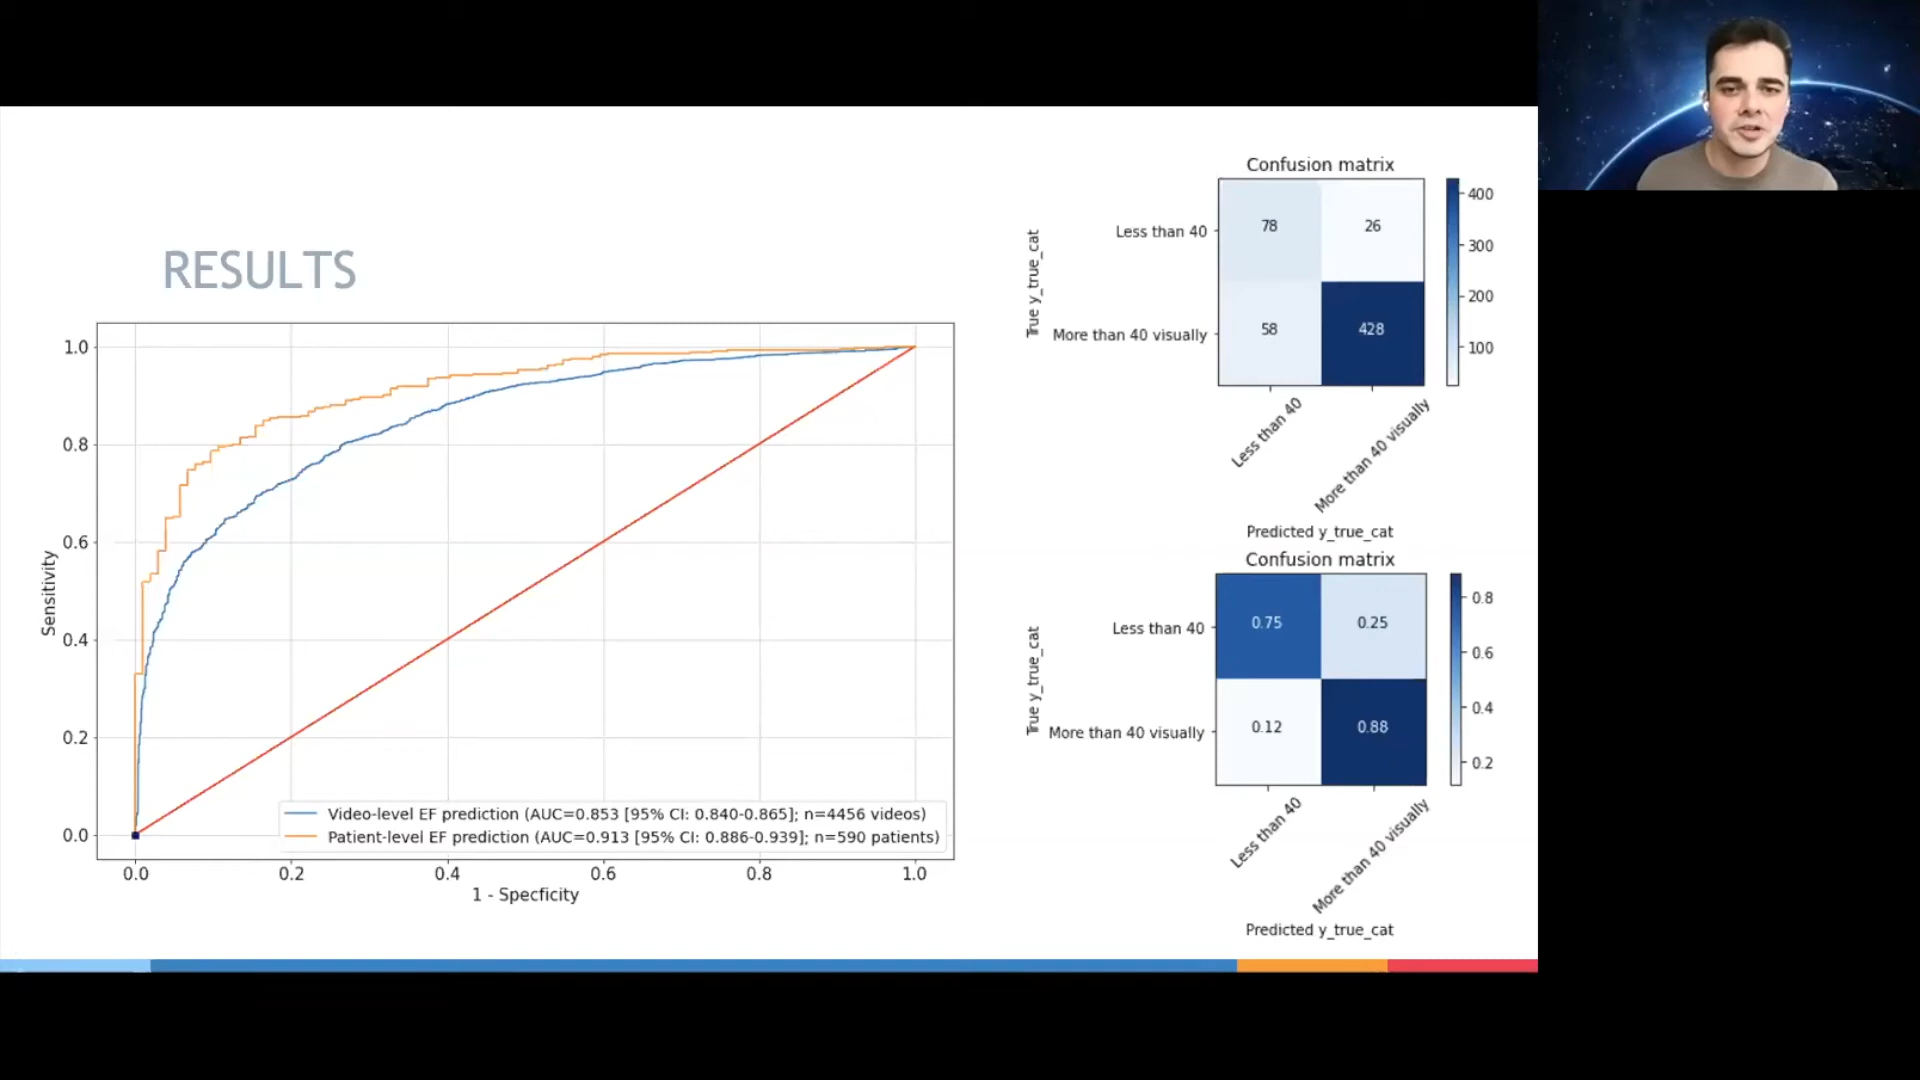 RESULTS
1.0
0.8
0.6
0.4
0.2
0.0
Sensitivity
Video-level EF prediction (AUC=0.853 [95% CI: 0.840-0.865]; n=4456 videos)
Patient-level EF prediction (AUC=0.913 [95% CI: 0.886-0.939]; n=590 patients)
0.0 0.2 0.4 0.6 0.8 1.0
1 - Specficity
Confusion matrix
True y_true_cat
Less than 40
78 26
More than 40 visually
58 428
400
300
200
100
Less than 40
More than 40 visually
Predicted y_true_cat
Confusion matrix
True y_true_cat
Less than 40
0.75 0.25
More than 40 visually
0.12 0.88
0.8
0.6
0.4
0.2
Less than 40
More than 40 visually
Predicted y_true_cat